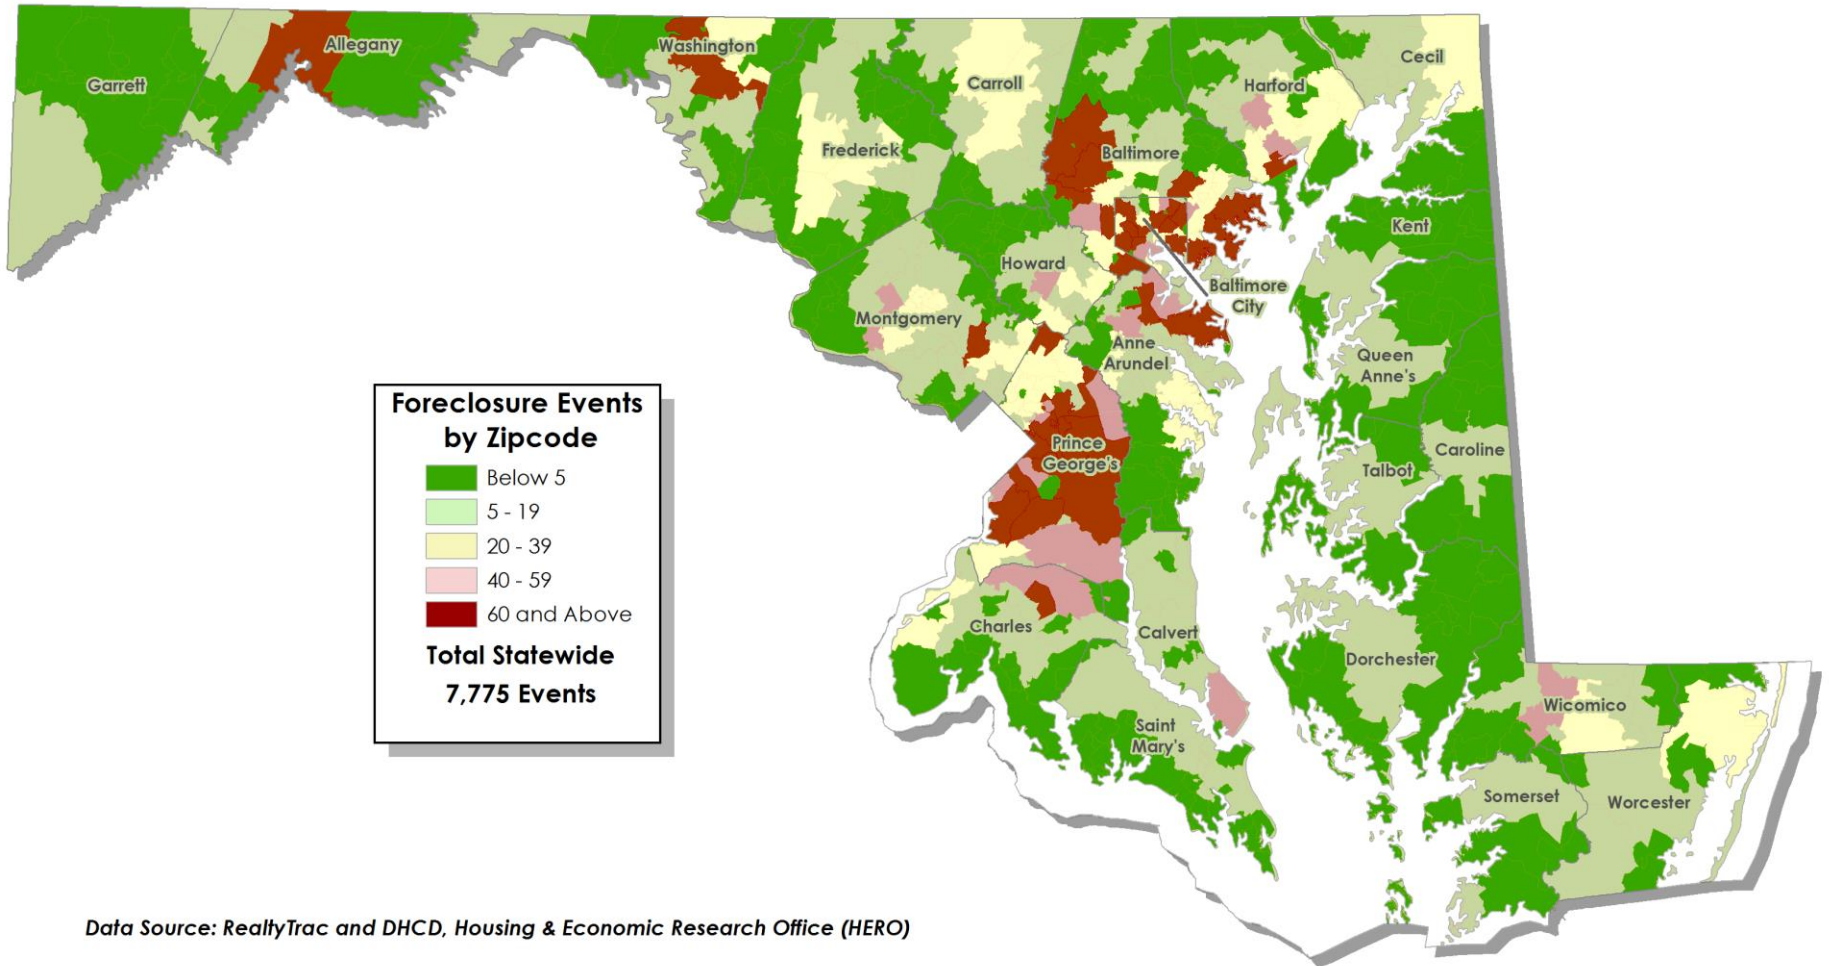 Allegany
Washington
Garrett
Carroll
Cecil
Harford
Frederick
Baltimore
Kent
Howard
Baltimore
City
Montgomery
Anne
Arundel
Queen
Anne's
Prince
George's
Talbot
Caroline
Foreclosure Events
by Zipcode
Below 5
5 - 19
20 - 39
40 - 59
60 and Above
Total Statewide
7,775 Events
Charles
Calvert
Dorchester
Wicomico
Saint
Mary's
Somerset
Worcester
Data Source: RealtyTrac and DHCD, Housing & Economic Research Office (HERO)